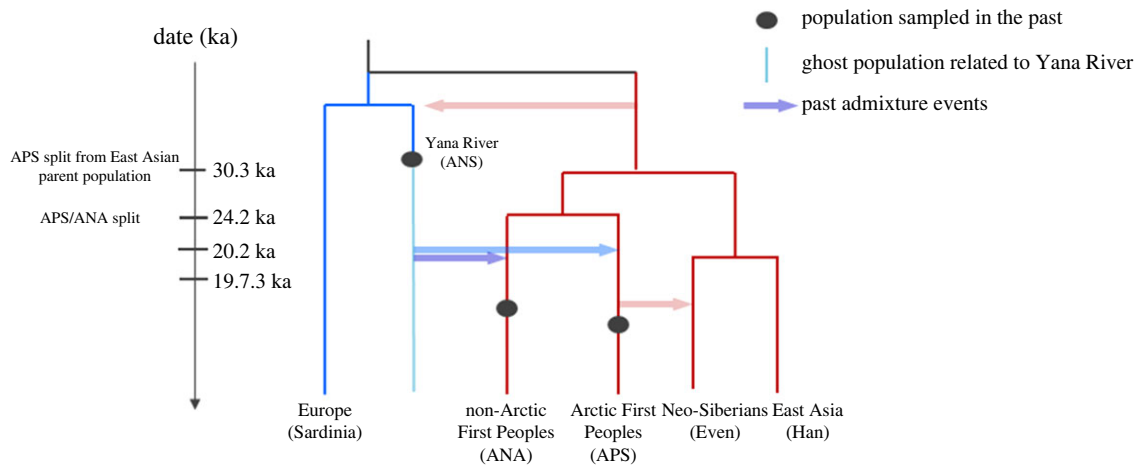 date (ka)
population sampled in the past
ghost population related to Yana River
past admixture events
Yana River
(ANS)
APS split from East Asian
parent population
30.3 ka
APS/ANA split
24.2 ka
20.2 ka
19.7.3 ka
Europe
(Sardinia)
non-Arctic
First Peoples
(ANA)
Arctic First
Peoples
(APS)
Neo-Siberians
(Even)
East Asia
(Han)